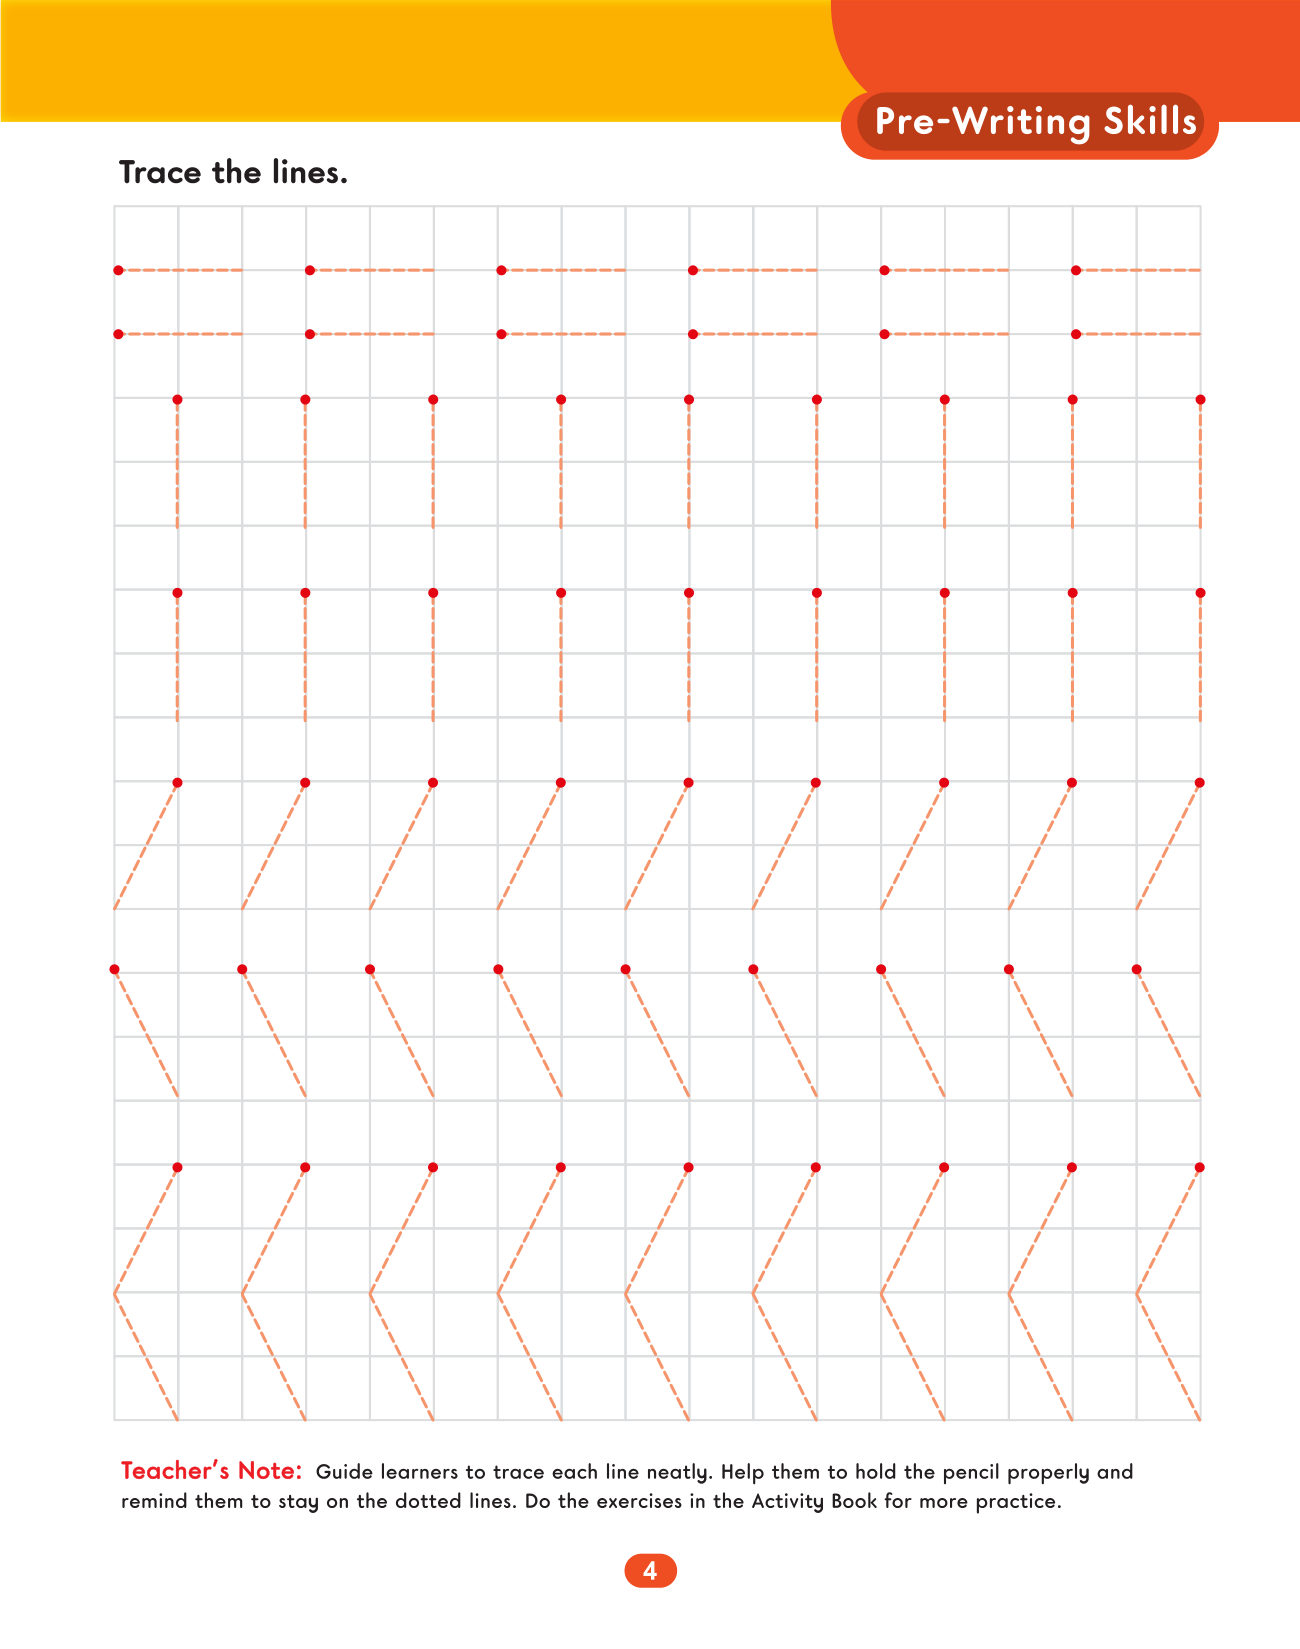 Pre-Writing Skills
Trace the lines.
Teacher's Note: Guide learners to trace each line neatly. Help them to hold the pencil properly and
remind them to stay on the dotted lines. Do the exercises in the Activity Book for more practice.
4